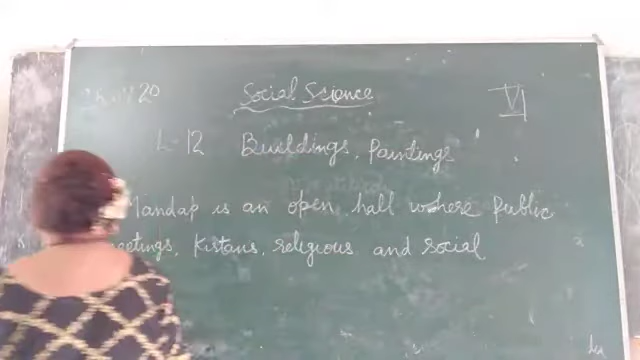 Social Science
VI
L-12 Buildings, Paintings
Mandap is an open hall where public
meetings, Kirtans, religious and social